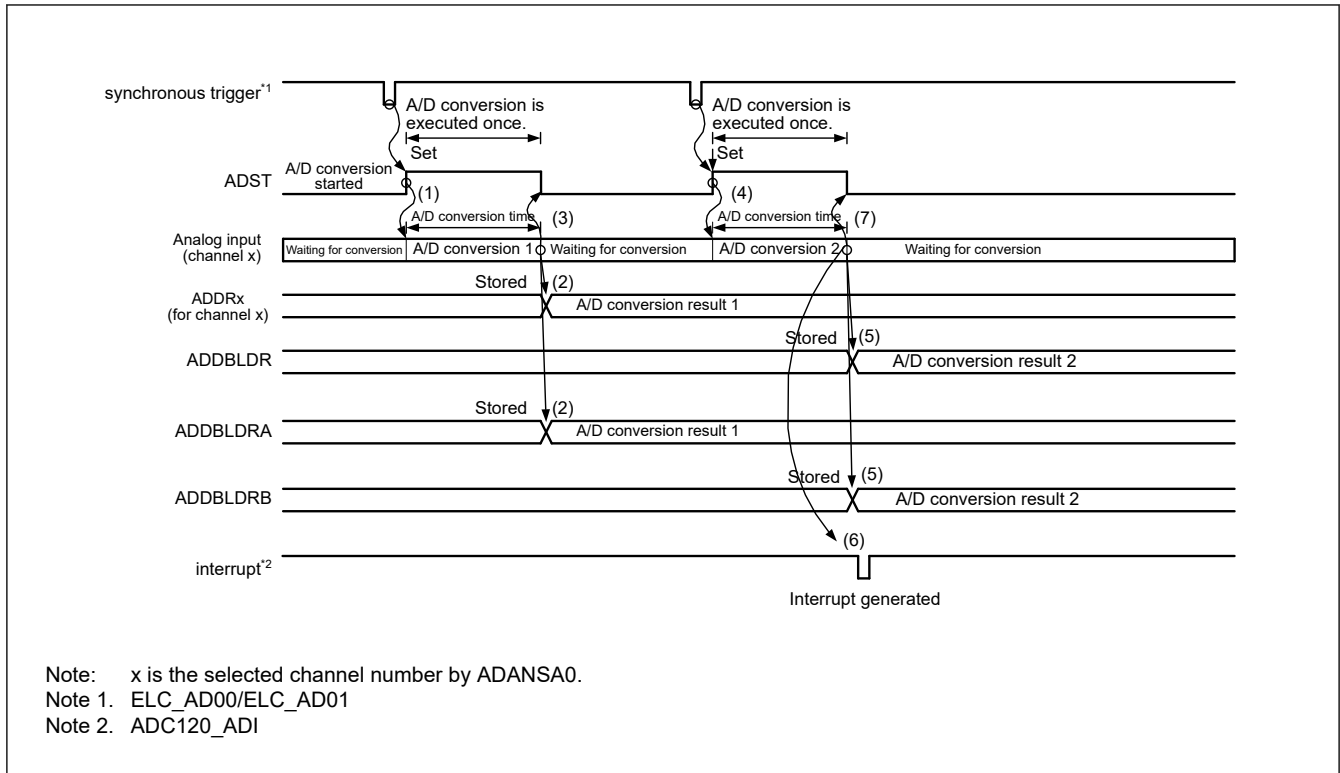 synchronous trigger*1
A/D conversion is
executed once.
A/D conversion is
executed once.
Set
Set
ADST
A/D conversion
started
(1)
(4)
A/D conversion time
(3)
A/D conversion time
(7)
Analog input
(channel x)
Waiting for conversion
A/D conversion 1
Waiting for conversion
A/D conversion 2
Waiting for conversion
Stored
(2)
ADDRx
(for channel x)
A/D conversion result 1
Stored
(5)
ADDBLDR
A/D conversion result 2
Stored
(2)
ADDBLDRA
A/D conversion result 1
Stored
(5)
ADDBLDRB
A/D conversion result 2
(6)
interrupt*2
Interrupt generated
Note: x is the selected channel number by ADANSA0.
Note 1. ELC_AD00/ELC_AD01
Note 2. ADC120_ADI